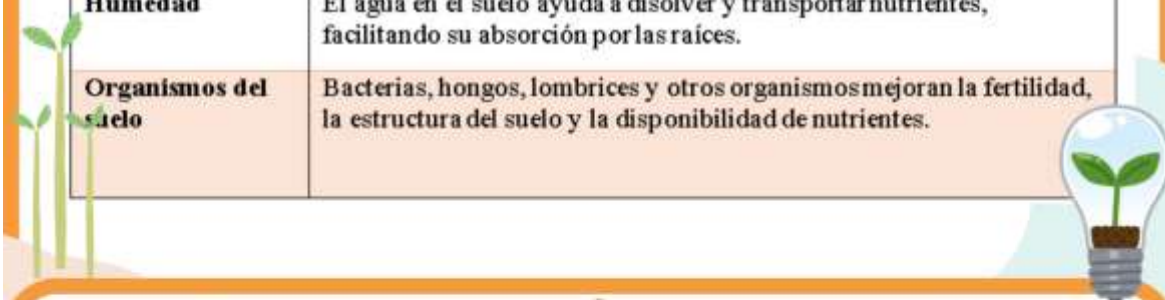 Humedad
El agua en el suelo ayuda a disolver y transportar nutrientes,
facilitando su absorción por las raíces.
Organismos del
suelo
Bacterias, hongos, lombrices y otros organismos mejoran la fertilidad,
la estructura del suelo y la disponibilidad de nutrientes.